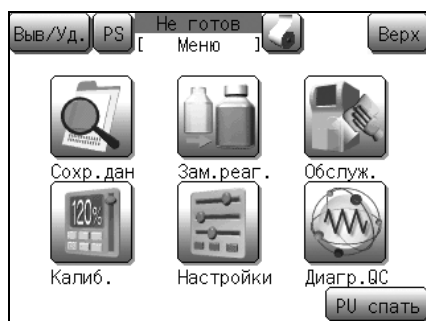 Выв/Уд. PS Не готов Верх
[ Меню ]
Сохр.дан Зам.реаг. Обслуж.
120%
Калиб. Настройки Диагр.QC
PU спать